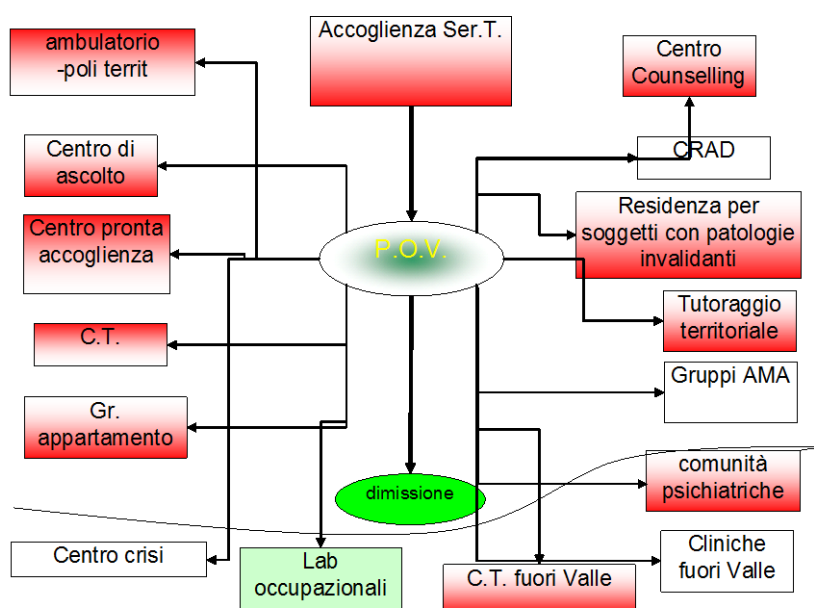 Accoglienza Ser.T.
ambulatorio
-poli territ
Centro
Counselling
Centro di
ascolto
CRAD
Centro pronta
accoglienza
P.O.V.
Residenza per
soggetti con patologie
invalidanti
C.T.
Tutoraggio
territoriale
Gruppi AMA
Gr.
appartamento
dimissione
comunità
psichiatriche
Centro crisi
Lab
occupazionali
C.T. fuori Valle
Cliniche
fuori Valle